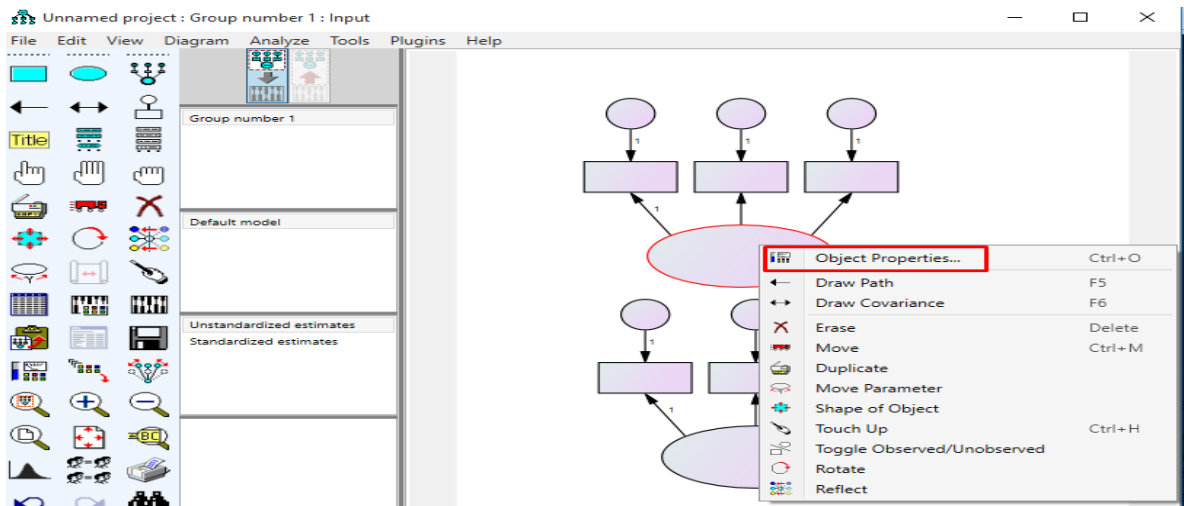 Unnamed project : Group number 1 : Input
File Edit View Diagram Analyze Tools Plugins Help
Title
Group number 1
Default model
Unstandardized estimates
Standardized estimates
BC
1
1
1
1
1
1
Object Properties... Ctrl+O
Draw Path F5
Draw Covariance F6
Erase Delete
Move Ctrl+M
Duplicate
Move Parameter
Shape of Object
Touch Up Ctrl+H
Toggle Observed/Unobserved
Rotate
Reflect